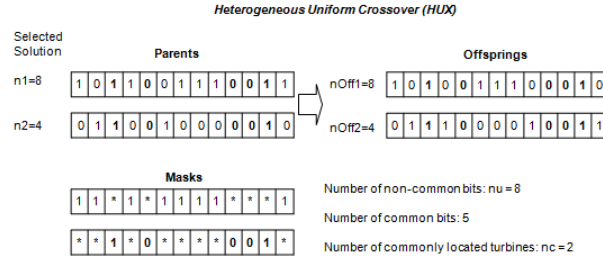 Heterogeneous Uniform Crossover (HUX)
Selected
Solution
Parents
Offsprings
n1=8 1 0 1 1 0 0 1 1 1 0 0 1 1
nOff1=8 1 0 1 0 0 1 1 1 0 0 0 1 0
n2=4 0 1 1 0 0 1 0 0 0 0 0 1 0
nOff2=4 0 1 1 1 0 0 0 0 1 0 0 1 1
Masks
1 1 * 1 * 1 1 1 1 * * * 1
* * 1 * 0 * * * * 0 0 1 *
Number of non-common bits: nu = 8
Number of common bits: 5
Number of commonly located turbines: nc = 2